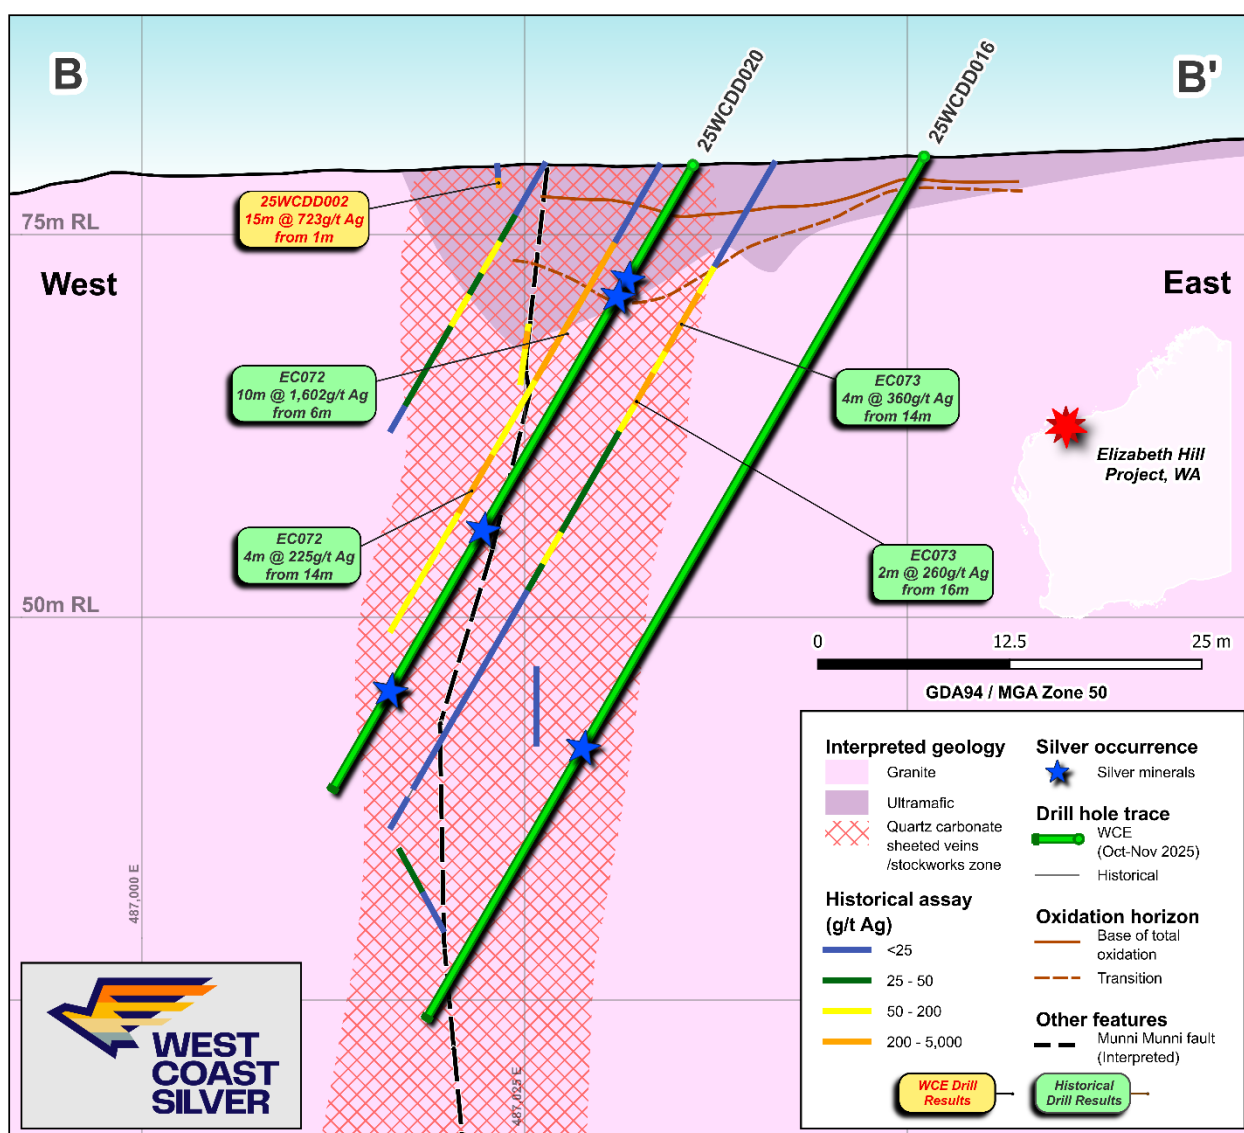 B
B'
25WCDD020
25WCDD016
25WCDD002
15m @ 723g/t Ag
from 1m
75m RL
West
East
EC072
10m @ 1,602g/t Ag
from 6m
EC073
4m @ 360g/t Ag
from 14m
Elizabeth Hill
Project, WA
EC072
4m @ 225g/t Ag
from 14m
EC073
2m @ 260g/t Ag
from 16m
50m RL
0
12.5
25 m
GDA94 / MGA Zone 50
487,000 E
487,025 E
Interpreted geology
Granite
Ultramafic
Quartz carbonate
sheeted veins
/stockworks zone
Historical assay
(g/t Ag)
<25
25 - 50
50 - 200
200 - 5,000
Silver occurrence
Silver minerals
Drill hole trace
WCE
(Oct-Nov 2025)
Historical
Oxidation horizon
Base of total
oxidation
Transition
Other features
Munni Munni fault
(Interpreted)
WCE Drill
Results
Historical
Drill Results
WEST
COAST
SILVER